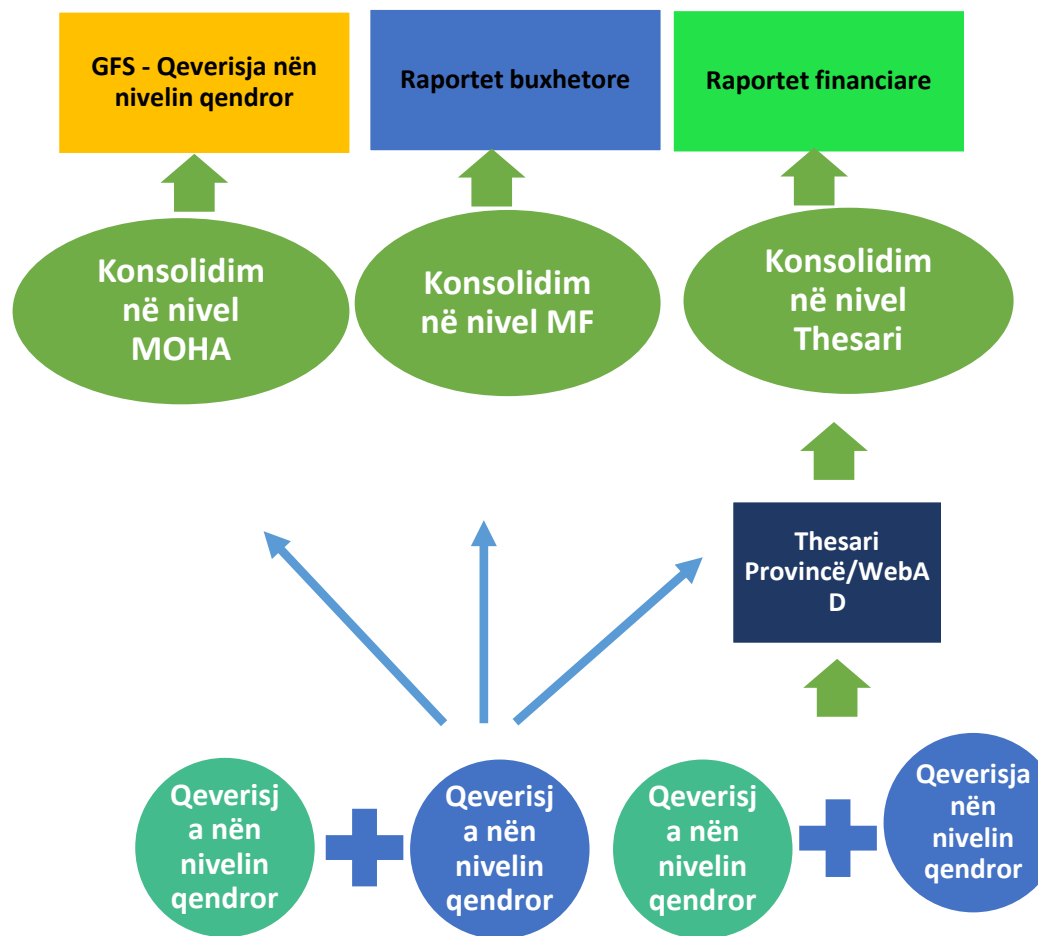 GFS - Qeverisja nën
nivelin qendror
Raportet buxhetore
Raportet financiare
Konsolidim
në nivel
MOHA
Konsolidim
në nivel MF
Konsolidim
në nivel
Thesari
Thesari
Provincë/WebA
D
Qeverisj
a nën
nivelin
qendror
Qeverisj
a nën
nivelin
qendror
Qeverisj
a nën
nivelin
qendror
Qeverisja
nën
nivelin
qendror